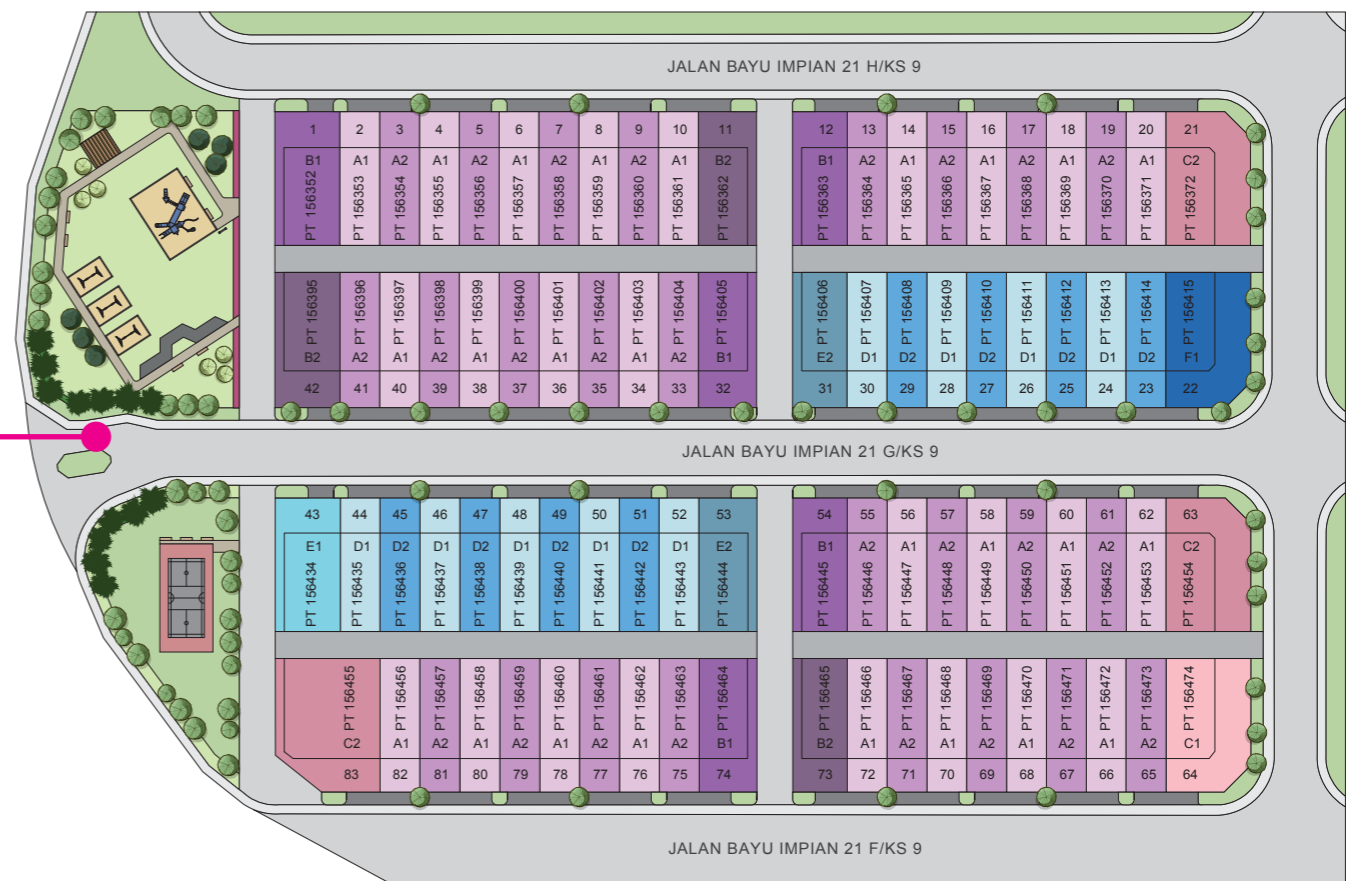 JALAN BAYU IMPIAN 21 H/KS 9
1 2 3 4 5 6 7 8 9 10 11
B1 A1 A2 A1 A2 A1 A2 A1 A2 A1 B2
PT 156352 PT 156353 PT 156354 PT 156355 PT 156356 PT 156357 PT 156358 PT 156359 PT 156360 PT 156361 PT 156362
12 13 14 15 16 17 18 19 20 21
B1 A2 A1 A2 A1 A2 A1 A2 A1 C2
PT 156363 PT 156364 PT 156365 PT 156366 PT 156367 PT 156368 PT 156369 PT 156370 PT 156371 PT 156372
PT 156395 PT 156396 PT 156397 PT 156398 PT 156399 PT 156400 PT 156401 PT 156402 PT 156403 PT 156404 PT 156405
B2 A2 A1 A2 A1 A2 A1 A2 A1 A2 B1
42 41 40 39 38 37 36 35 34 33 32
PT 156406 PT 156407 PT 156408 PT 156409 PT 156410 PT 156411 PT 156412 PT 156413 PT 156414 PT 156415
E2 D1 D2 D1 D2 D1 D2 D1 D2 F1
31 30 29 28 27 26 25 24 23 22
JALAN BAYU IMPIAN 21 G/KS 9
43 44 45 46 47 48 49 50 51 52 53
E1 D1 D2 D1 D2 D1 D2 D1 D2 D1 E2
PT 156434 PT 156435 PT 156436 PT 156437 PT 156438 PT 156439 PT 156440 PT 156441 PT 156442 PT 156443 PT 156444
54 55 56 57 58 59 60 61 62 63
B1 A2 A1 A2 A1 A2 A1 A2 A1 C2
PT 156445 PT 156446 PT 156447 PT 156448 PT 156449 PT 156450 PT 156451 PT 156452 PT 156453 PT 156454
PT 156455 PT 156456 PT 156457 PT 156458 PT 156459 PT 156460 PT 156461 PT 156462 PT 156463 PT 156464
C2 A1 A2 A1 A2 A1 A2 A1 A2 B1
83 82 81 80 79 78 77 76 75 74
PT 156465 PT 156466 PT 156467 PT 156468 PT 156469 PT 156470 PT 156471 PT 156472 PT 156473 PT 156474
B2 A1 A2 A1 A2 A1 A2 A1 A2 C1
73 72 71 70 69 68 67 66 65 64
JALAN BAYU IMPIAN 21 F/KS 9